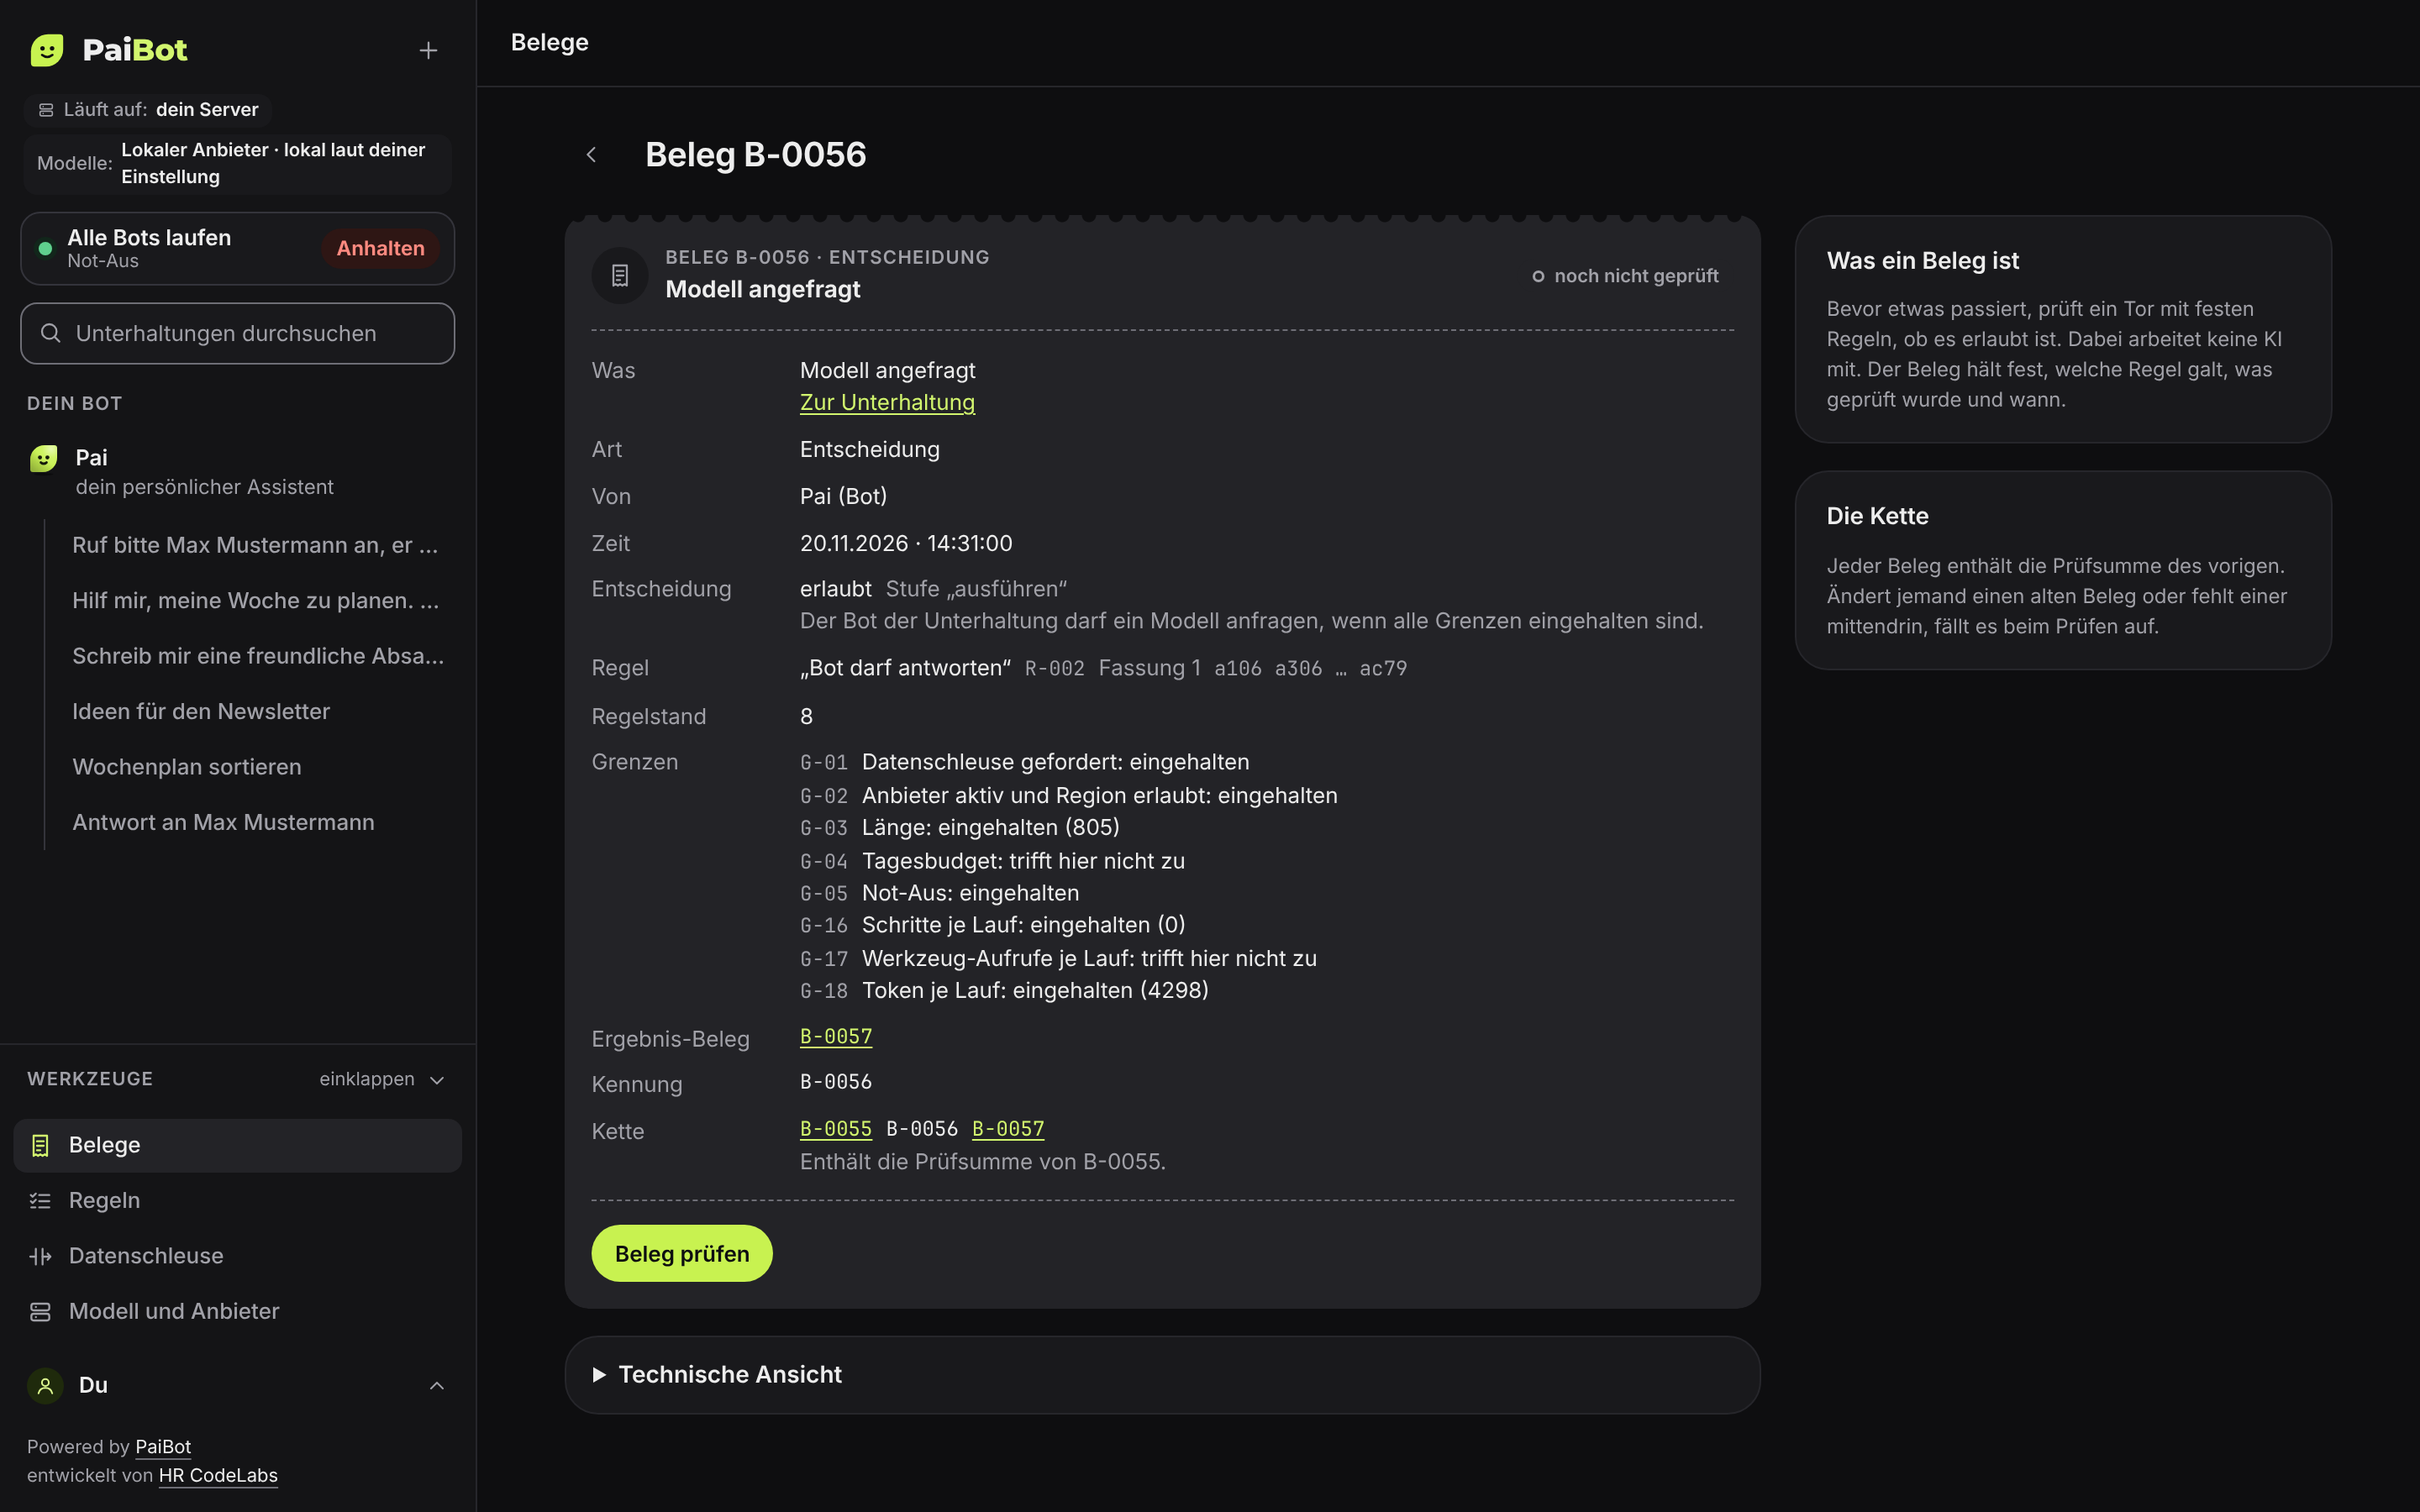 PaiBot
Läuft auf: dein Server
Modelle: Lokaler Anbieter · lokal laut deiner
Einstellung
Alle Bots laufen
Not-Aus
Anhalten
Unterhaltungen durchsuchen
DEIN BOT
Pai
dein persönlicher Assistent
Ruf bitte Max Mustermann an, er ...
Hilf mir, meine Woche zu planen. ...
Schreib mir eine freundliche Absa...
Ideen für den Newsletter
Wochenplan sortieren
Antwort an Max Mustermann
WERKZEUGE einklappen
Belege
Regeln
Datenschleuse
Modell und Anbieter
Du
Powered by PaiBot
entwickelt von HR CodeLabs
Belege
Beleg B-0056
BELEG B-0056 · ENTSCHEIDUNG
Modell angefragt
noch nicht geprüft
Was Modell angefragt
Zur Unterhaltung
Art Entscheidung
Von Pai (Bot)
Zeit 20.11.2026 · 14:31:00
Entscheidung erlaubt Stufe „ausführen“
Der Bot der Unterhaltung darf ein Modell anfragen, wenn alle Grenzen eingehalten sind.
Regel „Bot darf antworten“ R-002 Fassung 1 a106 a306 … ac79
Regelstand 8
Grenzen G-01 Datenschleuse gefordert: eingehalten
G-02 Anbieter aktiv und Region erlaubt: eingehalten
G-03 Länge: eingehalten (805)
G-04 Tagesbudget: trifft hier nicht zu
G-05 Not-Aus: eingehalten
G-16 Schritte je Lauf: eingehalten (0)
G-17 Werkzeug-Aufrufe je Lauf: trifft hier nicht zu
G-18 Token je Lauf: eingehalten (4298)
Ergebnis-Beleg B-0057
Kennung B-0056
Kette B-0055 B-0056 B-0057
Enthält die Prüfsumme von B-0055.
Beleg prüfen
Technische Ansicht
Was ein Beleg ist
Bevor etwas passiert, prüft ein Tor mit festen
Regeln, ob es erlaubt ist. Dabei arbeitet keine KI
mit. Der Beleg hält fest, welche Regel galt, was
geprüft wurde und wann.
Die Kette
Jeder Beleg enthält die Prüfsumme des vorigen.
Ändert jemand einen alten Beleg oder fehlt einer
mittendrin, fällt es beim Prüfen auf.